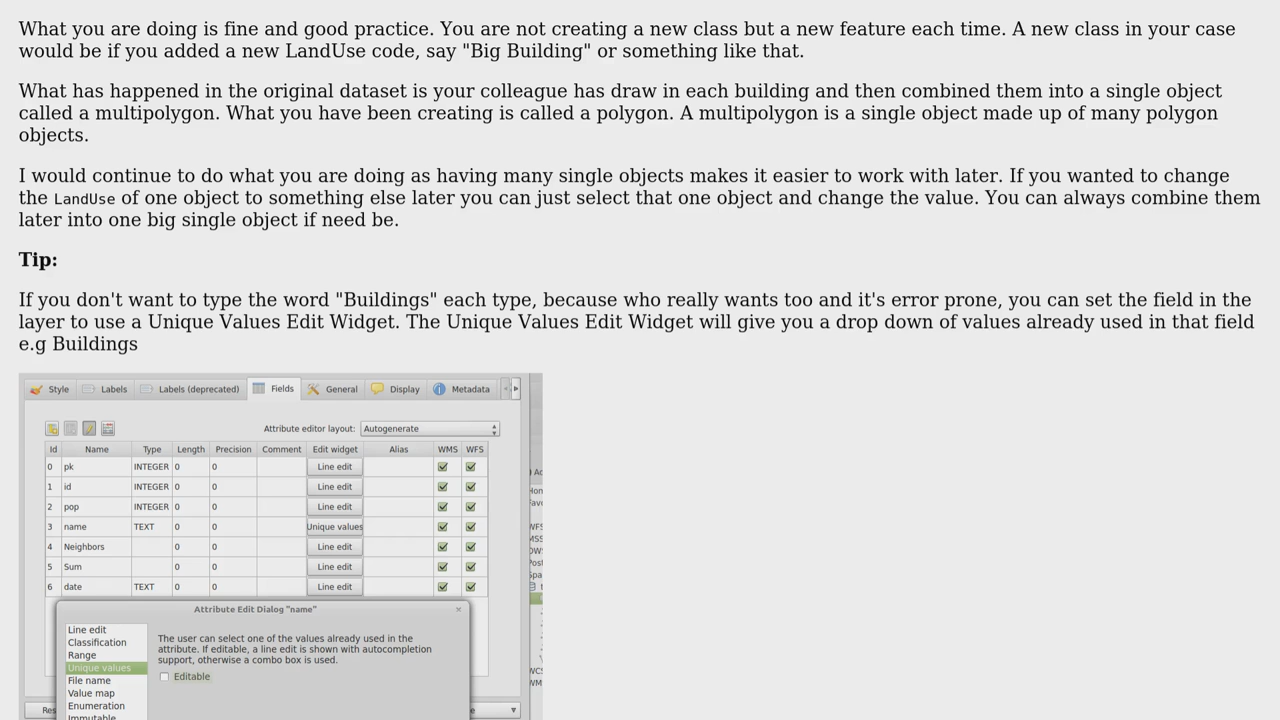 What you are doing is fine and good practice. You are not creating a new class but a new feature each time. A new class in your case
would be if you added a new LandUse code, say "Big Building" or something like that.
What has happened in the original dataset is your colleague has draw in each building and then combined them into a single object
called a multipolygon. What you have been creating is called a polygon. A multipolygon is a single object made up of many polygon
objects.
I would continue to do what you are doing as having many single objects makes it easier to work with later. If you wanted to change
the LandUse of one object to something else later you can just select that one object and change the value. You can always combine them
later into one big single object if need be.
Tip:
If you don't want to type the word "Buildings" each type, because who really wants too and it's error prone, you can set the field in the
layer to use a Unique Values Edit Widget. The Unique Values Edit Widget will give you a drop down of values already used in that field
e.g Buildings
Style Labels Labels (deprecated) Fields General Display Metadata
Attribute editor layout: Autogenerate
Id Name Type Length Precision Comment Edit widget Alias WMS WFS
0 pk INTEGER 0 0 Line edit
1 id INTEGER 0 0 Line edit
2 pop INTEGER 0 0 Line edit
3 name TEXT 0 0 Unique values
4 Neighbors 0 0 Line edit
5 Sum 0 0 Line edit
6 date TEXT 0 0 Line edit
Attribute Edit Dialog "name"
Line edit
Classification
Range
Unique values
File name
Value map
Enumeration
Immutable
The user can select one of the values already used in the
attribute. If editable, a line edit is shown with autocompletion
support, otherwise a combo box is used.
Editable